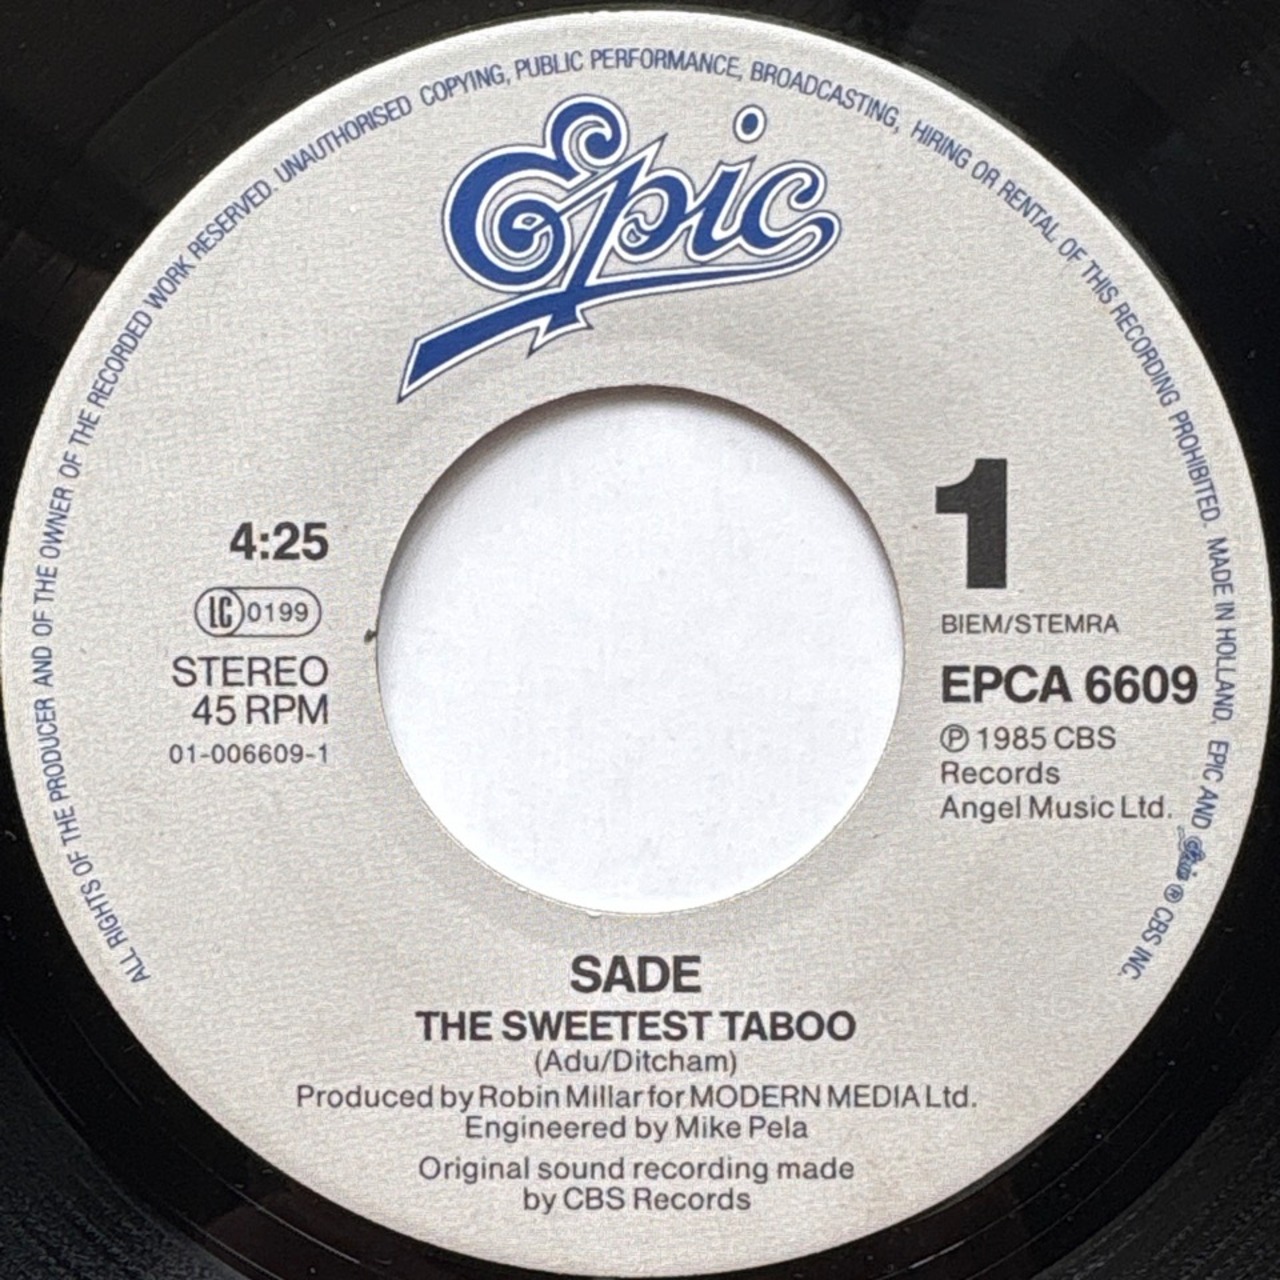 ALL RIGHTS OF THE PRODUCER AND OF THE OWNER OF THE RECORDED WORK RESERVED. UNAUTHORISED COPYING, PUBLIC PERFORMANCE, BROADCASTING, HIRING OR RENTAL OF THIS RECORDING PROHIBITED. MADE IN HOLLAND. EPIC AND Epic ® CBS INC.
Epic
4:25
LC 0199
STEREO
45 RPM
01-006609-1
1
BIEM/STEMRA
EPCA 6609
℗ 1985 CBS
Records
Angel Music Ltd.
SADE
THE SWEETEST TABOO
(Adu/Ditcham)
Produced by Robin Millar for MODERN MEDIA Ltd.
Engineered by Mike Pela
Original sound recording made
by CBS Records